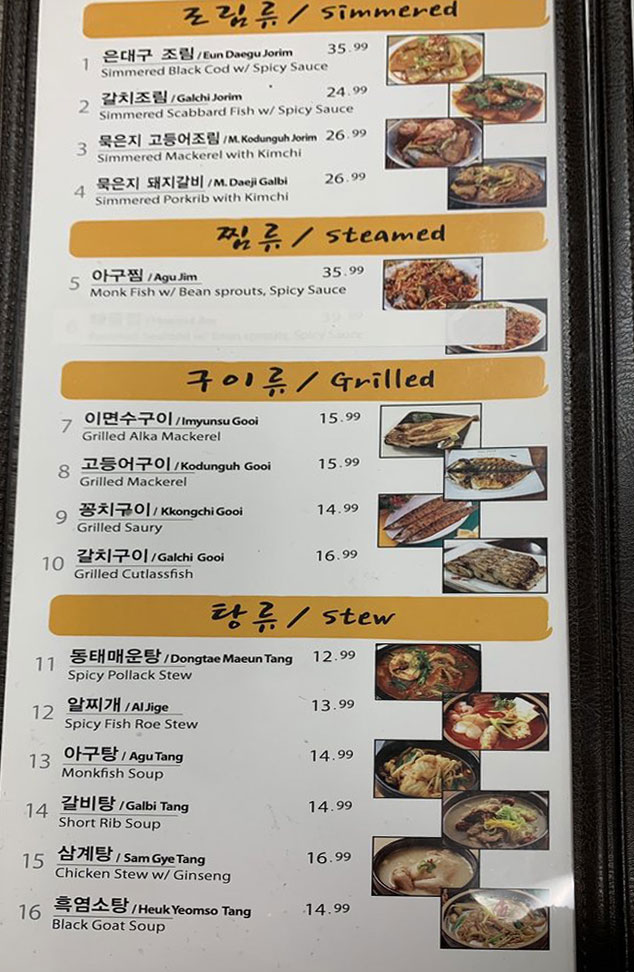 조림류 / Simmered
1 은대구 조림 / Eun Daegu Jorim 35.99
Simmered Black Cod w/ Spicy Sauce
2 갈치조림 / Galchi Jorim 24.99
Simmered Scabbard Fish w/ Spicy Sauce
3 묵은지 고등어조림 / M. Kodunguh Jorim 26.99
Simmered Mackerel with Kimchi
4 묵은지 돼지갈비 / M. Daeji Galbi 26.99
Simmered Porkrib with Kimchi
찜류 / Steamed
5 아구찜 / Agu Jim 35.99
Monk Fish w/ Bean sprouts, Spicy Sauce
구이류 / Grilled
7 이면수구이 / Imyunsu Gooi 15.99
Grilled Alka Mackerel
8 고등어구이 / Kodunguh Gooi 15.99
Grilled Mackerel
9 꽁치구이 / Kkongchi Gooi 14.99
Grilled Saury
10 갈치구이 / Galchi Gooi 16.99
Grilled Cutlassfish
탕류 / Stew
11 동태매운탕 / Dongtae Maeun Tang 12.99
Spicy Pollack Stew
12 알찌개 / Al Jige 13.99
Spicy Fish Roe Stew
13 아구탕 / Agu Tang 14.99
Monkfish Soup
14 갈비탕 / Galbi Tang 14.99
Short Rib Soup
15 삼계탕 / Sam Gye Tang 16.99
Chicken Stew w/ Ginseng
16 흑염소탕 / Heuk Yeomso Tang 14.99
Black Goat Soup